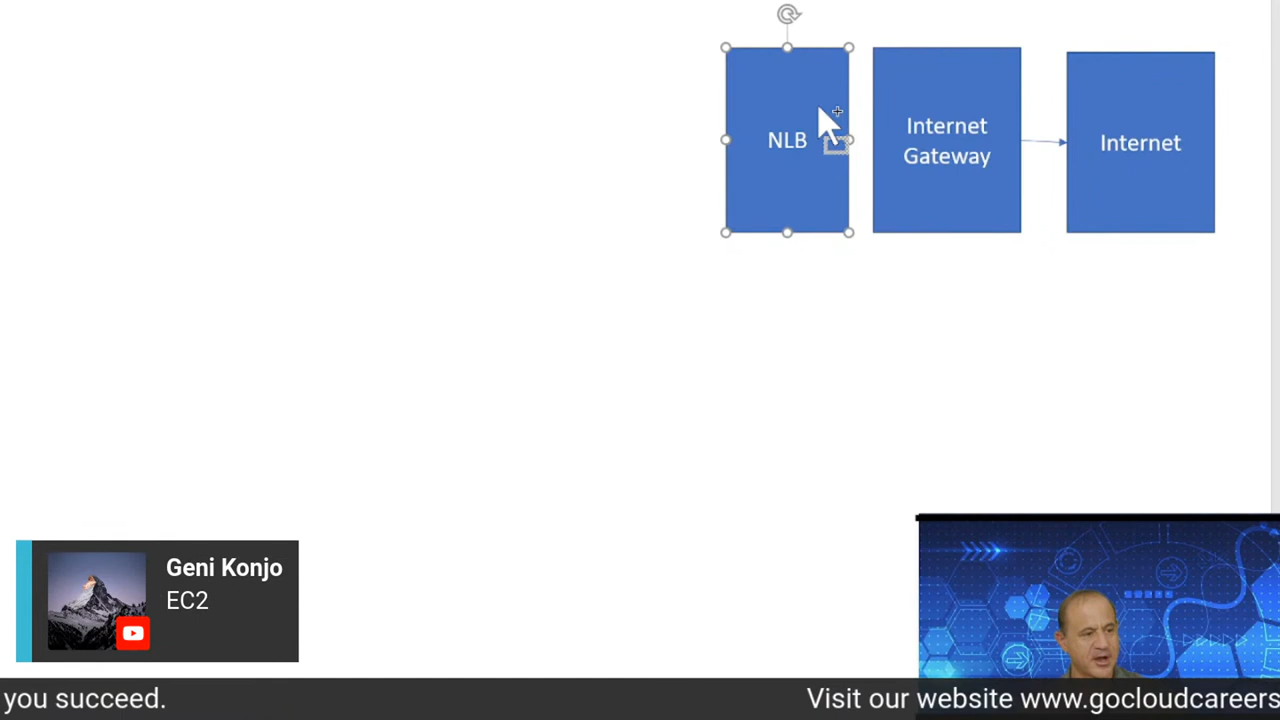 NLB
Internet
Gateway
Internet
Geni Konjo
EC2
you succeed.
Visit our website www.gocloudcareers